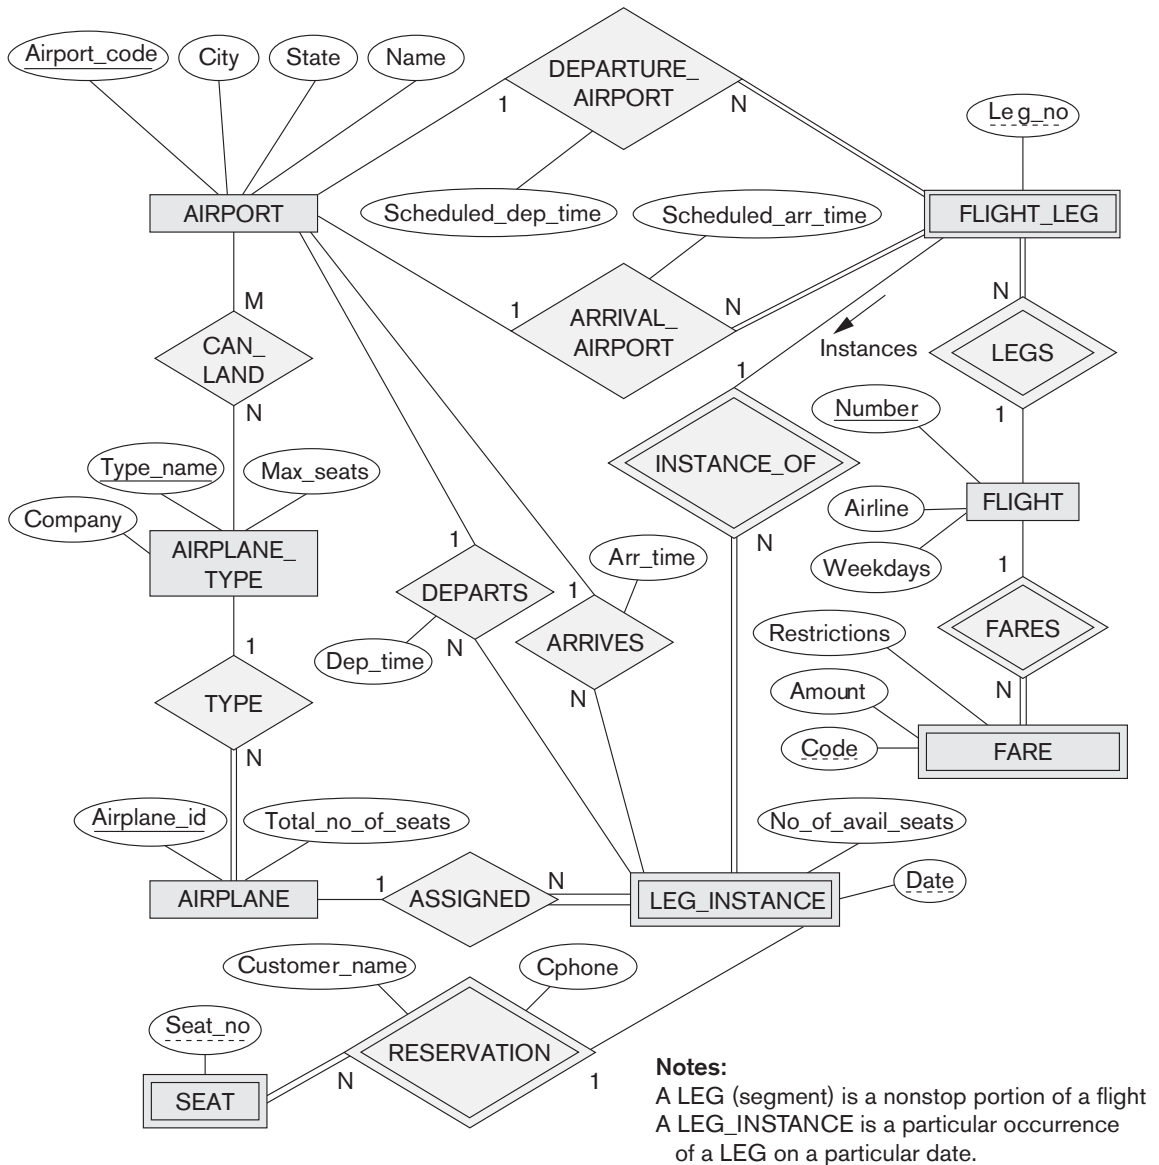 Airport_code
City
State
Name
DEPARTURE_
AIRPORT
1
N
Leg_no
AIRPORT
Scheduled_dep_time
Scheduled_arr_time
FLIGHT_LEG
M
1
ARRIVAL_
AIRPORT
N
Instances
N
CAN_
LAND
LEGS
N
1
1
Number
Type_name
Max_seats
INSTANCE_OF
Company
Airline
FLIGHT
AIRPLANE_
TYPE
1
N
Arr_time
Weekdays
1
DEPARTS
1
FARES
Restrictions
1
Dep_time
N
ARRIVES
N
Amount
N
TYPE
N
Code
FARE
Airplane_id
Total_no_of_seats
No_of_avail_seats
AIRPLANE
1
ASSIGNED
N
LEG_INSTANCE
Date
Customer_name
Cphone
Seat_no
RESERVATION
N
1
SEAT
Notes:
A LEG (segment) is a nonstop portion of a flight
A LEG_INSTANCE is a particular occurrence
of a LEG on a particular date.